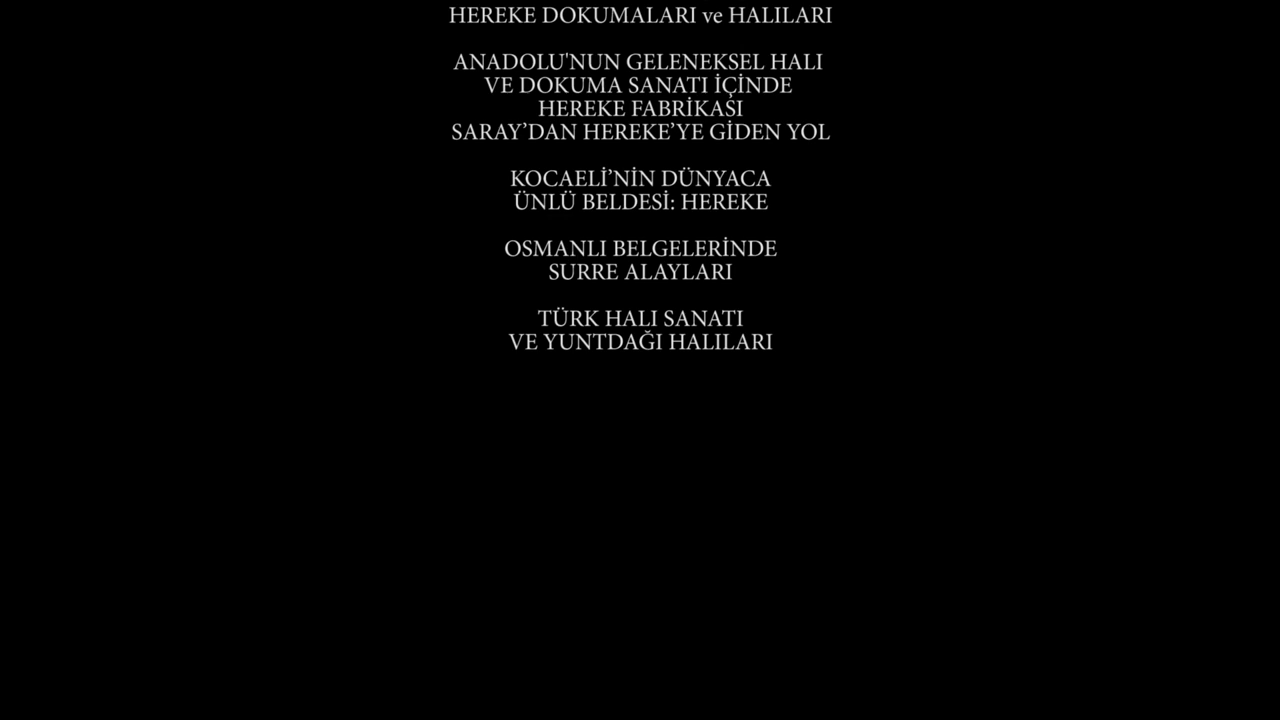 HEREKE DOKUMALARI ve HALILARI
ANADOLU'NUN GELENEKSEL HALI
VE DOKUMA SANATI İÇİNDE
HEREKE FABRİKASI
SARAY’DAN HEREKE’YE GİDEN YOL
KOCAELİ’NİN DÜNYACA
ÜNLÜ BELDESİ: HEREKE
OSMANLI BELGELERİNDE
SURRE ALAYLARI
TÜRK HALI SANATI
VE YUNTDAĞI HALILARI